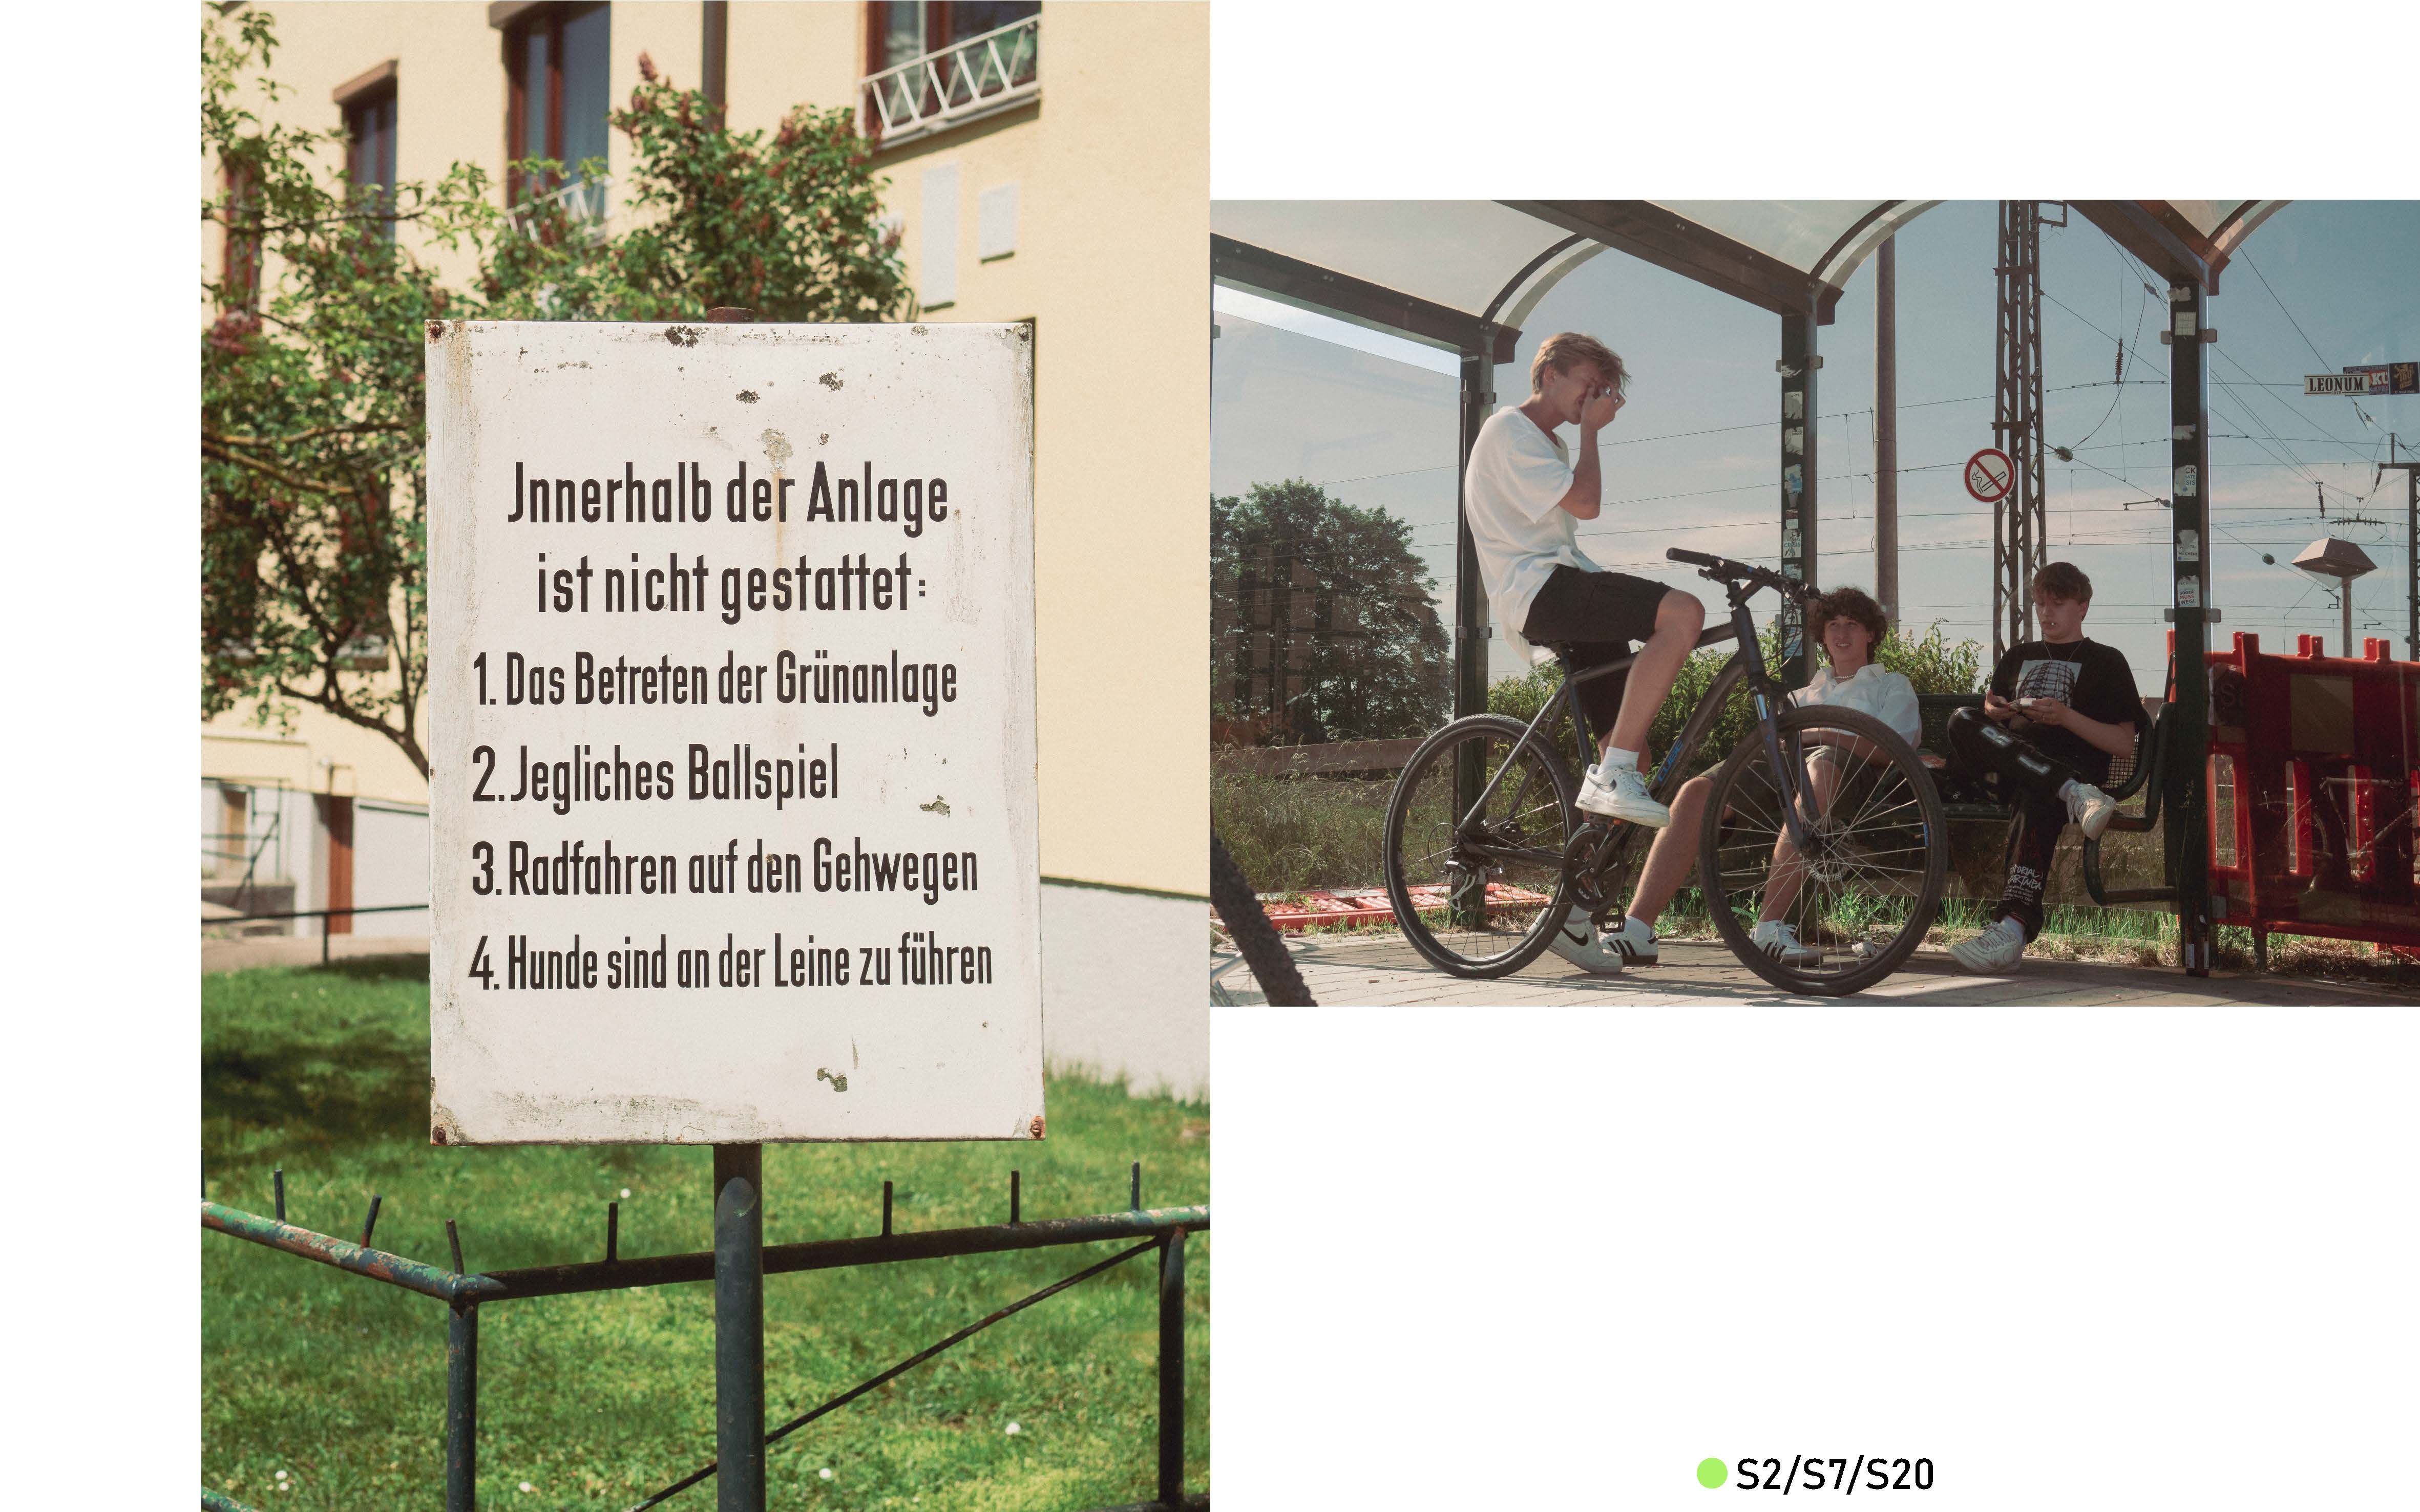 Jnnerhalb der Anlage
ist nicht gestattet:
1. Das Betreten der Grünanlage
2. Jegliches Ballspiel
3. Radfahren auf den Gehwegen
4. Hunde sind an der Leine zu führen
LEONUM
CUBE
S2/S7/S20